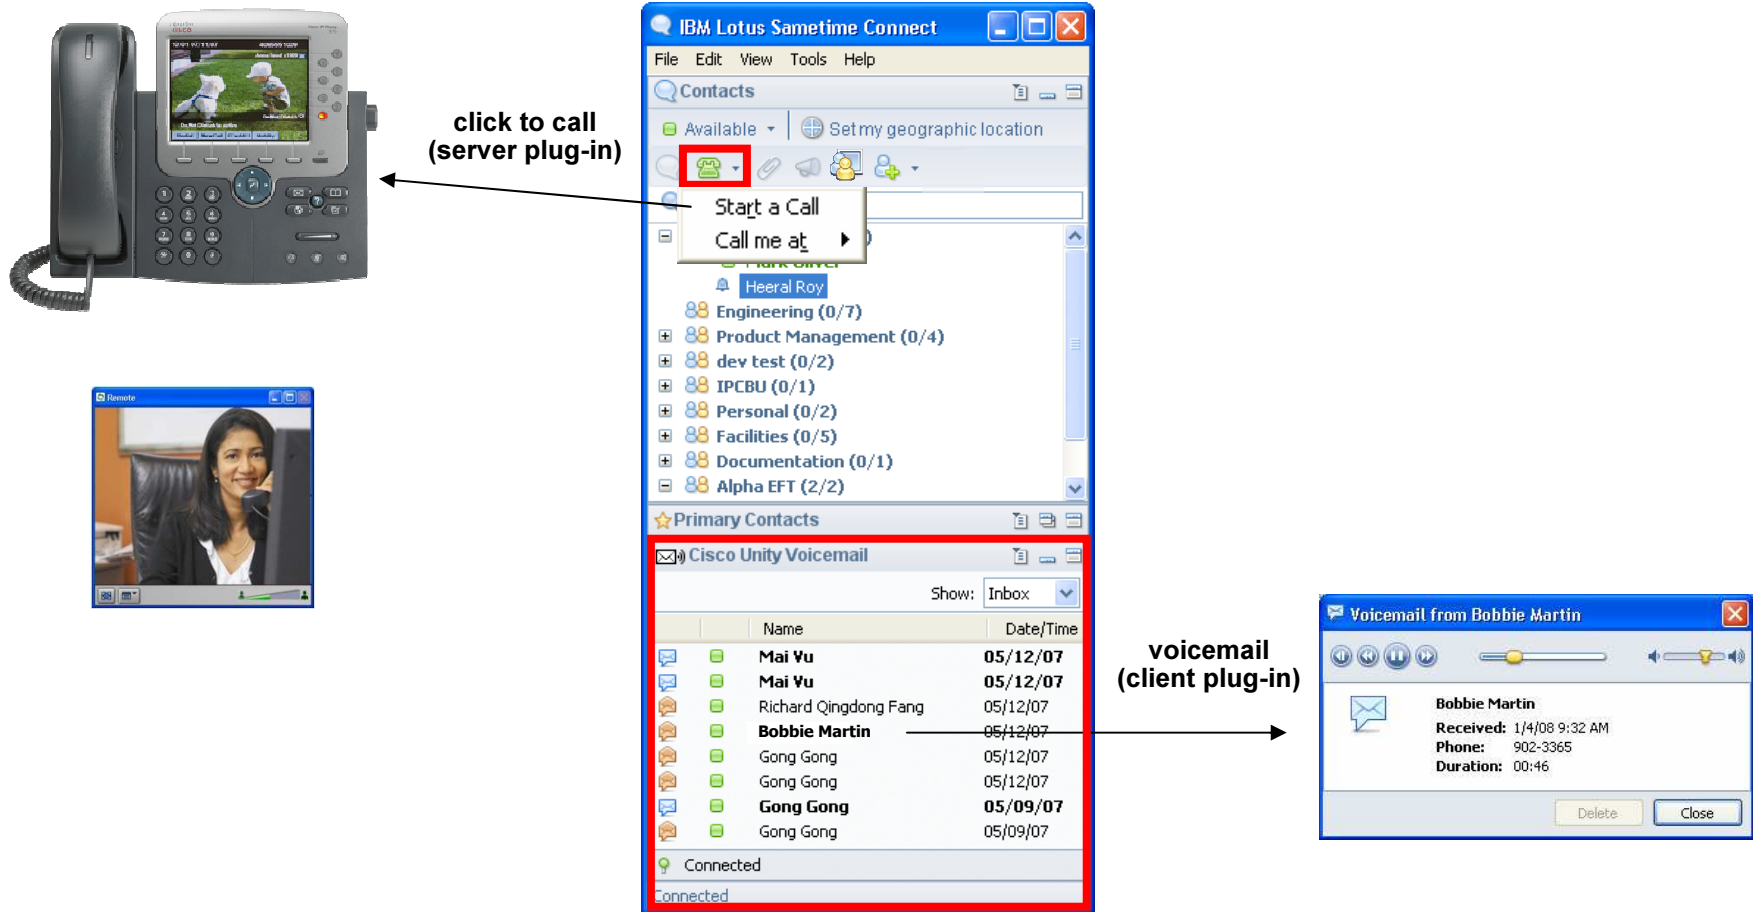 click to call
(server plug-in)
Remote
IBM Lotus Sametime Connect
File Edit View Tools Help
Contacts
Available
Set my geographic location
Start a Call
Call me at
Mark Oliver
Heeral Roy
Engineering (0/7)
Product Management (0/4)
dev test (0/2)
IPCBU (0/1)
Personal (0/2)
Facilities (0/5)
Documentation (0/1)
Alpha EFT (2/2)
Primary Contacts
Cisco Unity Voicemail
Show: Inbox
Name Date/Time
Mai Vu 05/12/07
Mai Vu 05/12/07
Richard Qingdong Fang 05/12/07
Bobbie Martin 05/12/07
Gong Gong 05/12/07
Gong Gong 05/12/07
Gong Gong 05/09/07
Gong Gong 05/09/07
Connected
Connected
voicemail
(client plug-in)
Voicemail from Bobbie Martin
Bobbie Martin
Received: 1/4/08 9:32 AM
Phone: 902-3365
Duration: 00:46
Delete Close